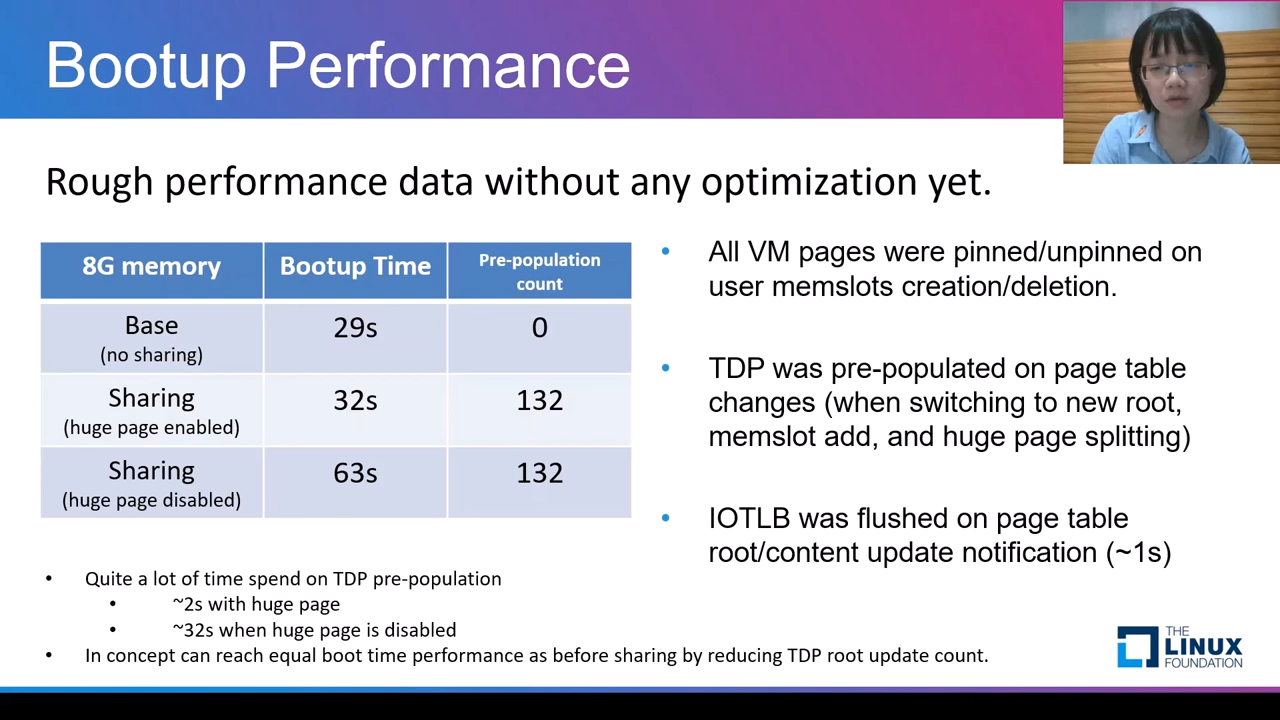 Bootup Performance
Rough performance data without any optimization yet.
8G memory Bootup Time Pre-population count
Base (no sharing) 29s 0
Sharing (huge page enabled) 32s 132
Sharing (huge page disabled) 63s 132
• Quite a lot of time spend on TDP pre-population
• ~2s with huge page
• ~32s when huge page is disabled
• In concept can reach equal boot time performance as before sharing by reducing TDP root update count.
• All VM pages were pinned/unpinned on
user memslots creation/deletion.
• TDP was pre-populated on page table
changes (when switching to new root,
memslot add, and huge page splitting)
• IOTLB was flushed on page table
root/content update notification (~1s)
THE
LINUX
FOUNDATION